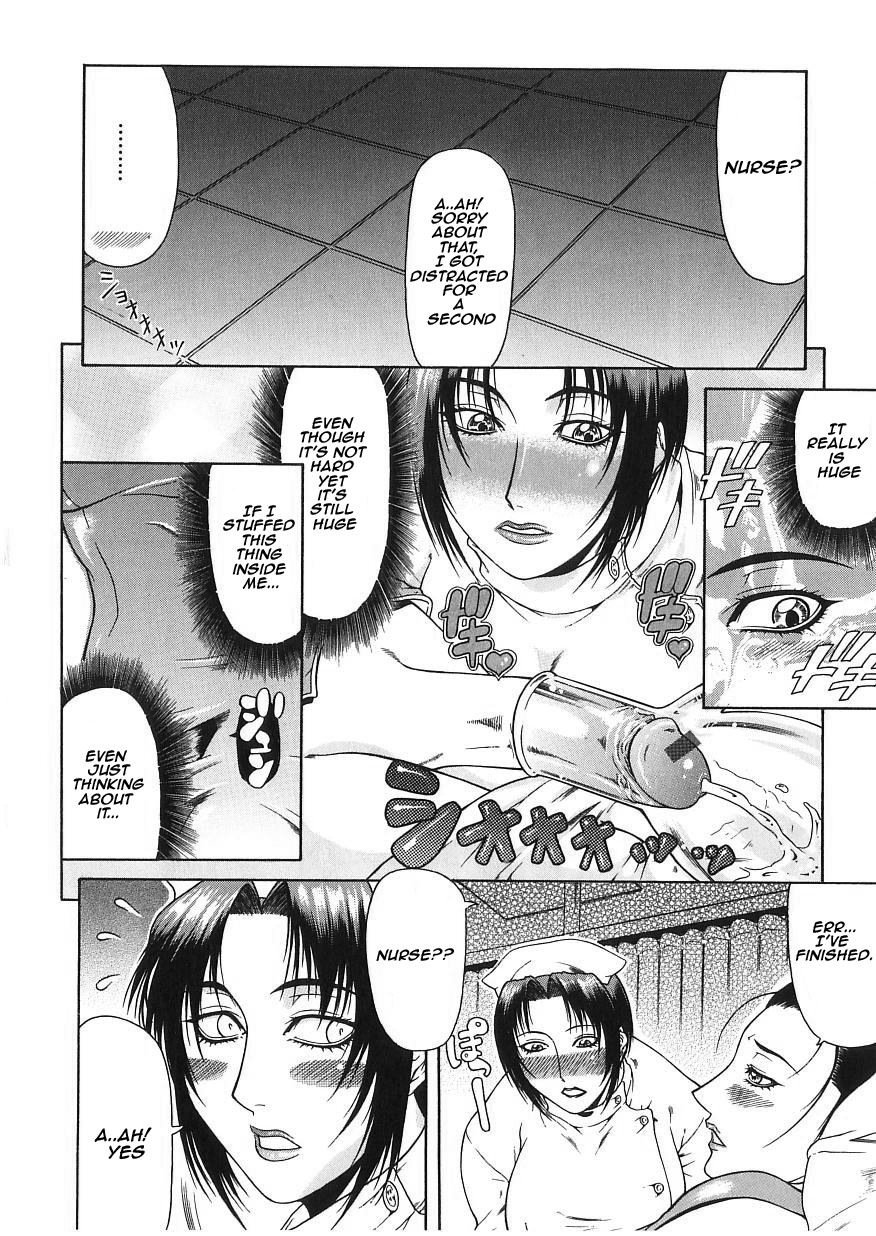 NURSE?
A..AH!
SORRY
ABOUT
THAT,
I GOT
DISTRACTED
FOR
A
SECOND
.........
ショオオオッ
IT
REALLY
IS
HUGE
ドキ
ドキ
EVEN
THOUGH
IT'S NOT
HARD
YET
IT'S
STILL
HUGE
ドキ
ドキ
IF I
STUFFED
THIS
THING
INSIDE
ME...
ジュン
EVEN
JUST
THINKING
ABOUT
IT...
ショオオオッッッ
ERR...
I'VE
FINISHED.
ぽーっ
NURSE??
A..AH!
YES